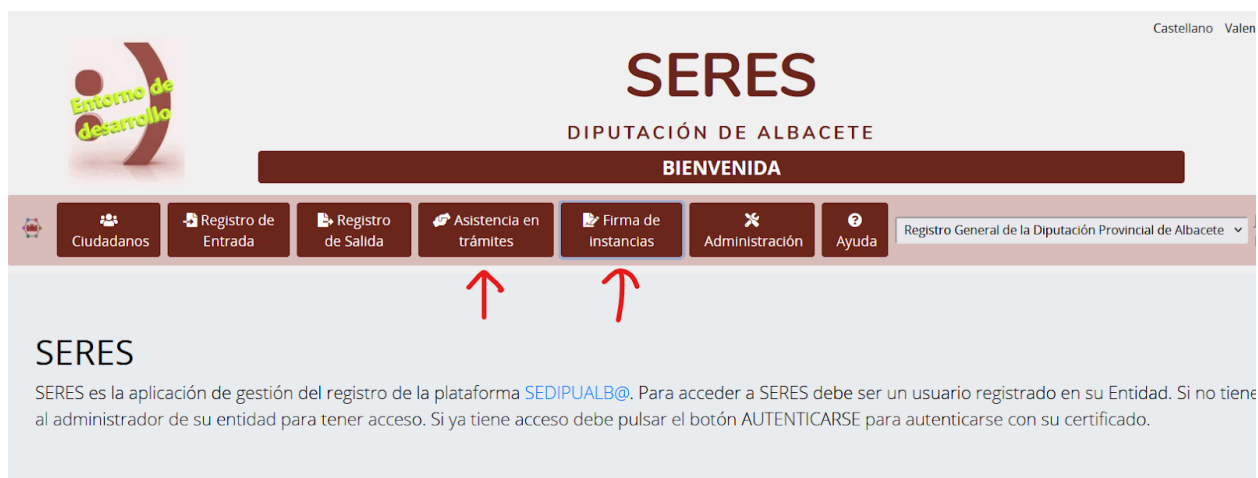 Castellano Valen
Entorno de
desarrollo
SERES
DIPUTACIÓN DE ALBACETE
BIENVENIDA
Ciudadanos
Registro de
Entrada
Registro
de Salida
Asistencia en
trámites
Firma de
instancias
Administración
Ayuda
Registro General de la Diputación Provincial de Albacete
SERES
SERES es la aplicación de gestión del registro de la plataforma SEDIPUALB@. Para acceder a SERES debe ser un usuario registrado en su Entidad. Si no tiene
al administrador de su entidad para tener acceso. Si ya tiene acceso debe pulsar el botón AUTENTICARSE para autenticarse con su certificado.